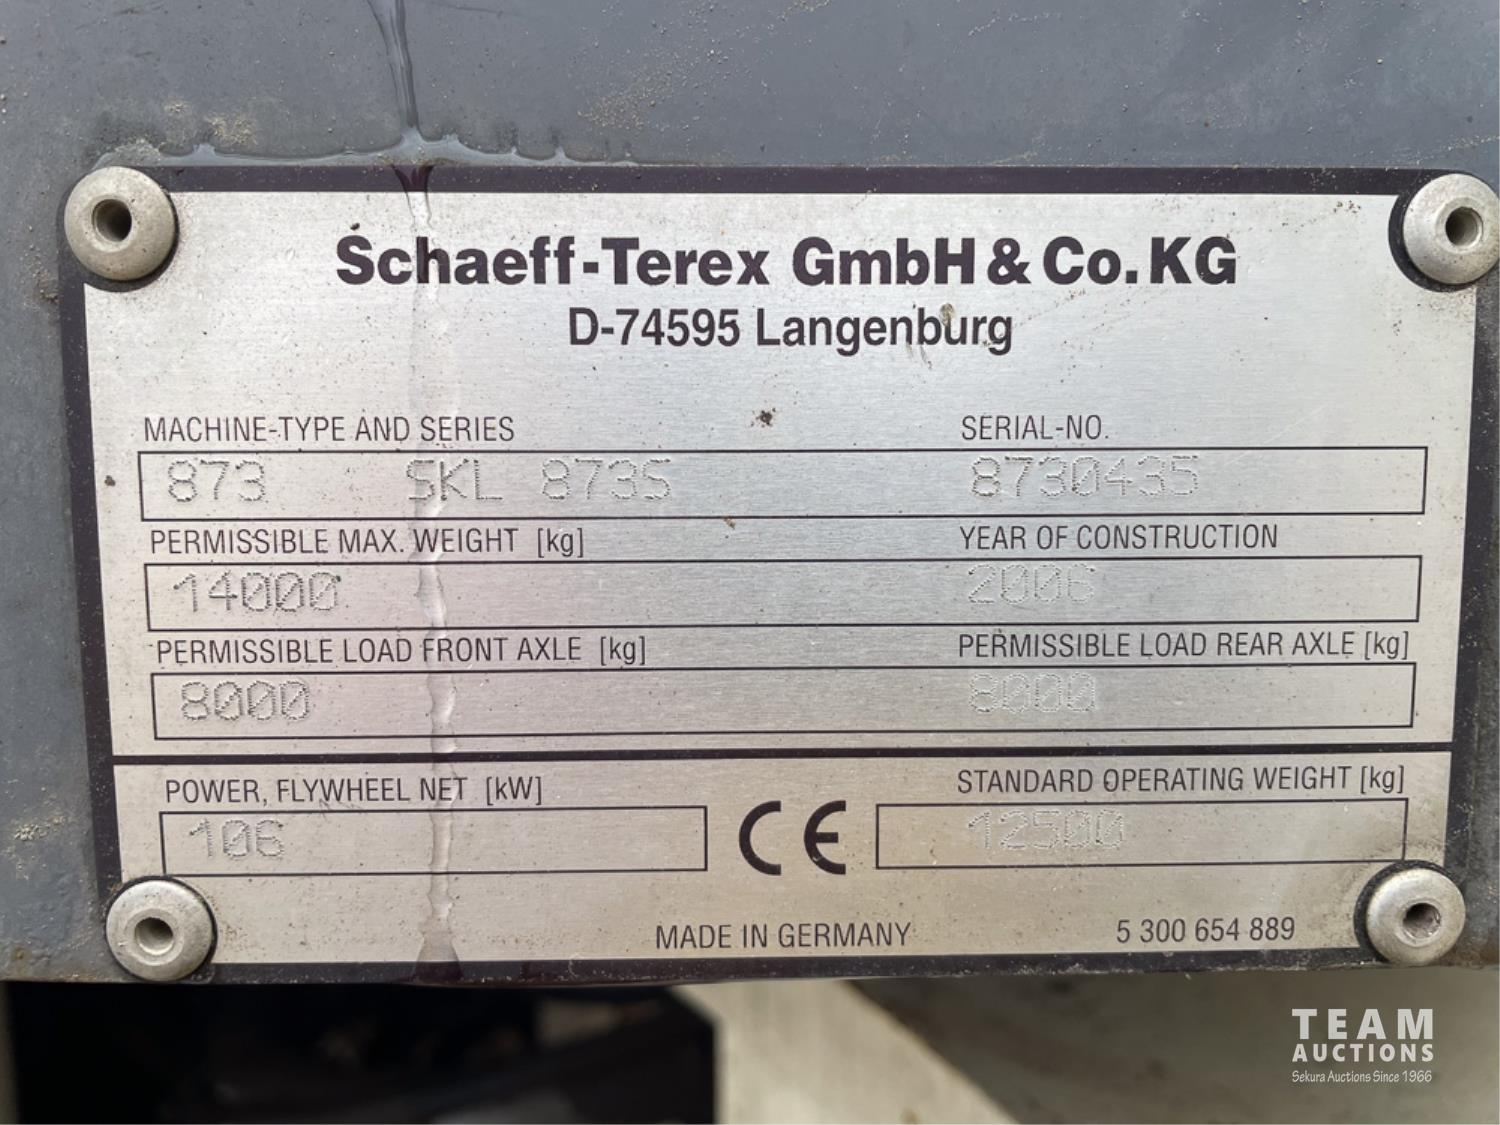 Schaeff-Terex GmbH & Co. KG
D-74595 Langenburg
MACHINE-TYPE AND SERIES SERIAL-NO.
873 SKL 873S 8730435
PERMISSIBLE MAX. WEIGHT [kg] YEAR OF CONSTRUCTION
14000 2006
PERMISSIBLE LOAD FRONT AXLE [kg] PERMISSIBLE LOAD REAR AXLE [kg]
8000 8000
POWER, FLYWHEEL NET [kW] STANDARD OPERATING WEIGHT [kg]
106 CE 12500
MADE IN GERMANY 5 300 654 889
TEAM
AUCTIONS
Sekura Auctions Since 1966